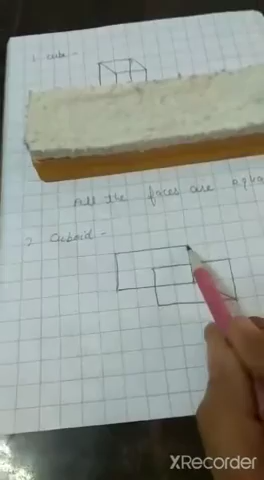 1. cube -
All the faces are
2 Cuboid -
XRecorder